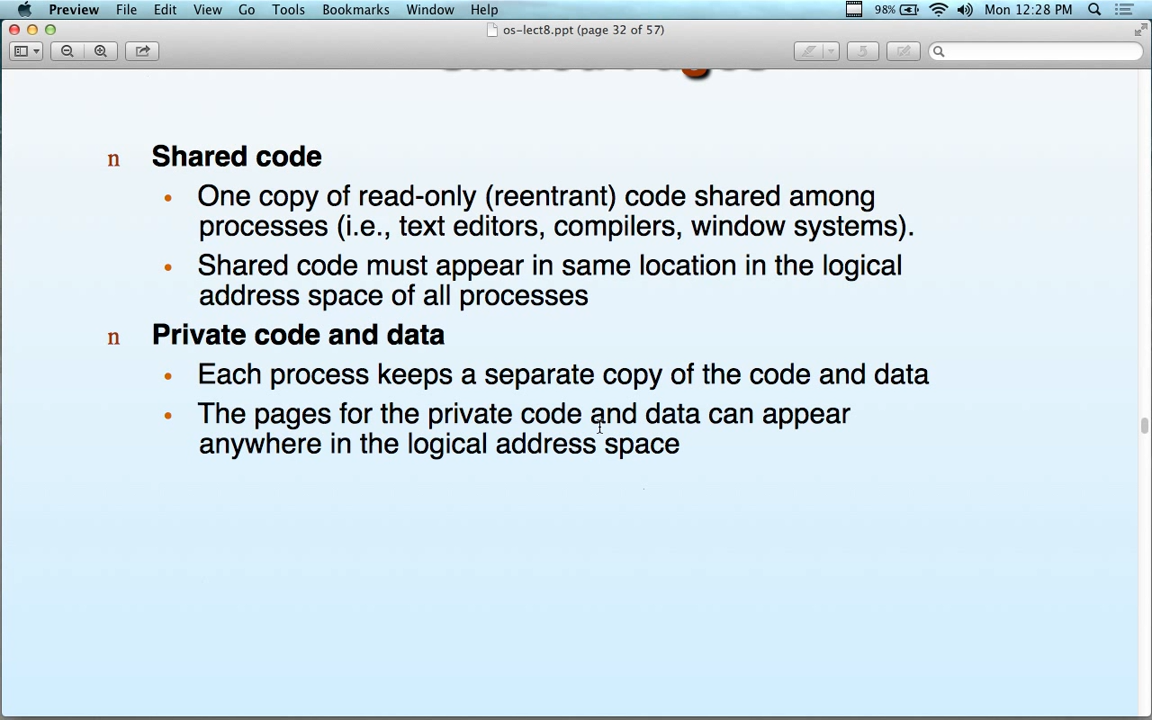 Preview File Edit View Go Tools Bookmarks Window Help 98% Mon 12:28 PM
os-lect8.ppt (page 32 of 57)
Shared Pages
n Shared code
• One copy of read-only (reentrant) code shared among
processes (i.e., text editors, compilers, window systems).
• Shared code must appear in same location in the logical
address space of all processes
n Private code and data
• Each process keeps a separate copy of the code and data
• The pages for the private code and data can appear
anywhere in the logical address space